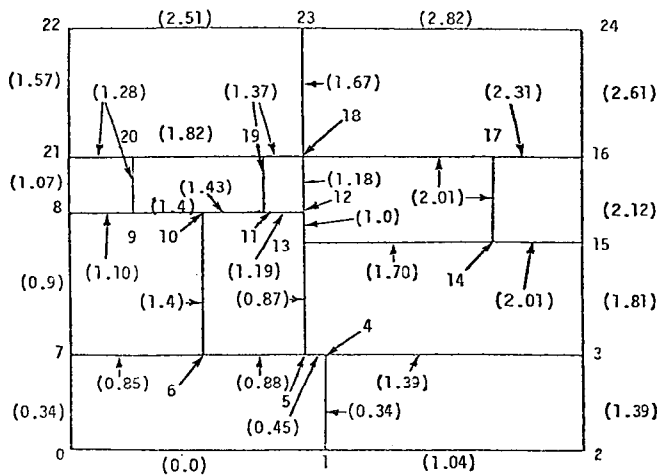 22 (2.51) 23 (2.82) 24
(1.57) (1.28) (1.37) (1.67) (2.31) (2.61)
18
20 (1.82) 19 17
21 16
(1.07) (1.43) (1.18) (2.01) (2.12)
8 (1.4) 12
(1.0)
9 10 11 13 15
(1.10) (1.19) (1.70) 14 (2.01)
(0.9) (1.4) (0.87) (1.81)
4
7 3
(0.85) 6 (0.88) 5 (1.39)
(0.34) (0.45) (0.34) (1.39)
0 (0.0) 1 (1.04) 2